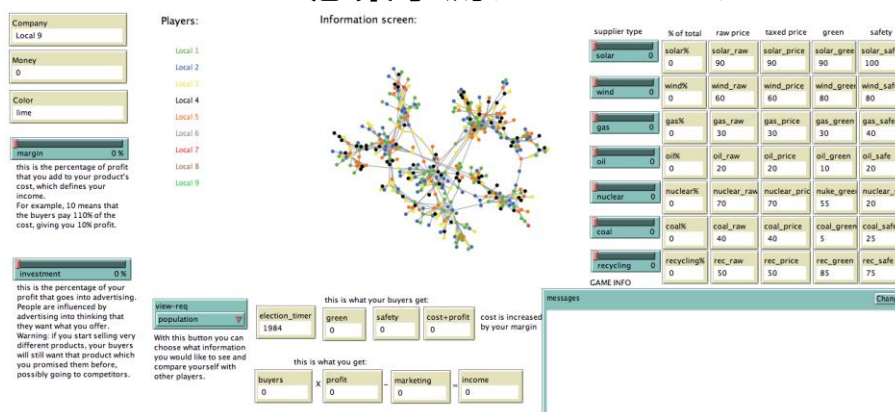 Information screen:
Players:
Company
Local 9
Money
0
Color
lime
margin 0 %
this is the percentage of profit
that you add to your product's
cost, which defines your
income.
For example, 10 means that
the buyers pay 110% of the
cost, giving you 10% profit.
investment 0 %
this is the percentage of your
profit that goes into advertising.
People are influenced by
advertising into thinking that
they want what you offer.
Warning: if you start selling very
different products, your buyers
will still want that product which
you promised them before,
possibly going to competitors.
Local 1
Local 2
Local 3
Local 4
Local 5
Local 6
Local 7
Local 8
Local 9
view-req
population
With this button you can
choose what information
you would like to see and
compare yourself with
other players.
this is what your buyers get:
election_timer green safety cost+profit
1984 0 0 0
cost is increased
by your margin
this is what you get:
buyers X profit - marketing = income
0 0 0 0
supplier type % of total raw price taxed price green safety
solar 0 solar% solar_raw solar_price solar_gree solar_safe
0 90 90 90 100
wind 0 wind% wind_raw wind_price wind_green wind_safe
0 60 60 80 80
gas 0 gas% gas_raw gas_price gas_green gas_safe
0 30 30 30 40
oil 0 oil% oil_raw oil_price oil_green oil_safe
0 20 20 10 20
nuclear 0 nuclear% nuclear_raw nuclear_pric nuke_green nuclear_
0 70 70 55 20
coal 0 coal% coal_raw coal_price coal_green coal_safe
0 40 40 5 25
recycling 0 recycling% rec_raw rec_price rec_green rec_safe
0 50 50 85 75
GAME INFO
messages Chang